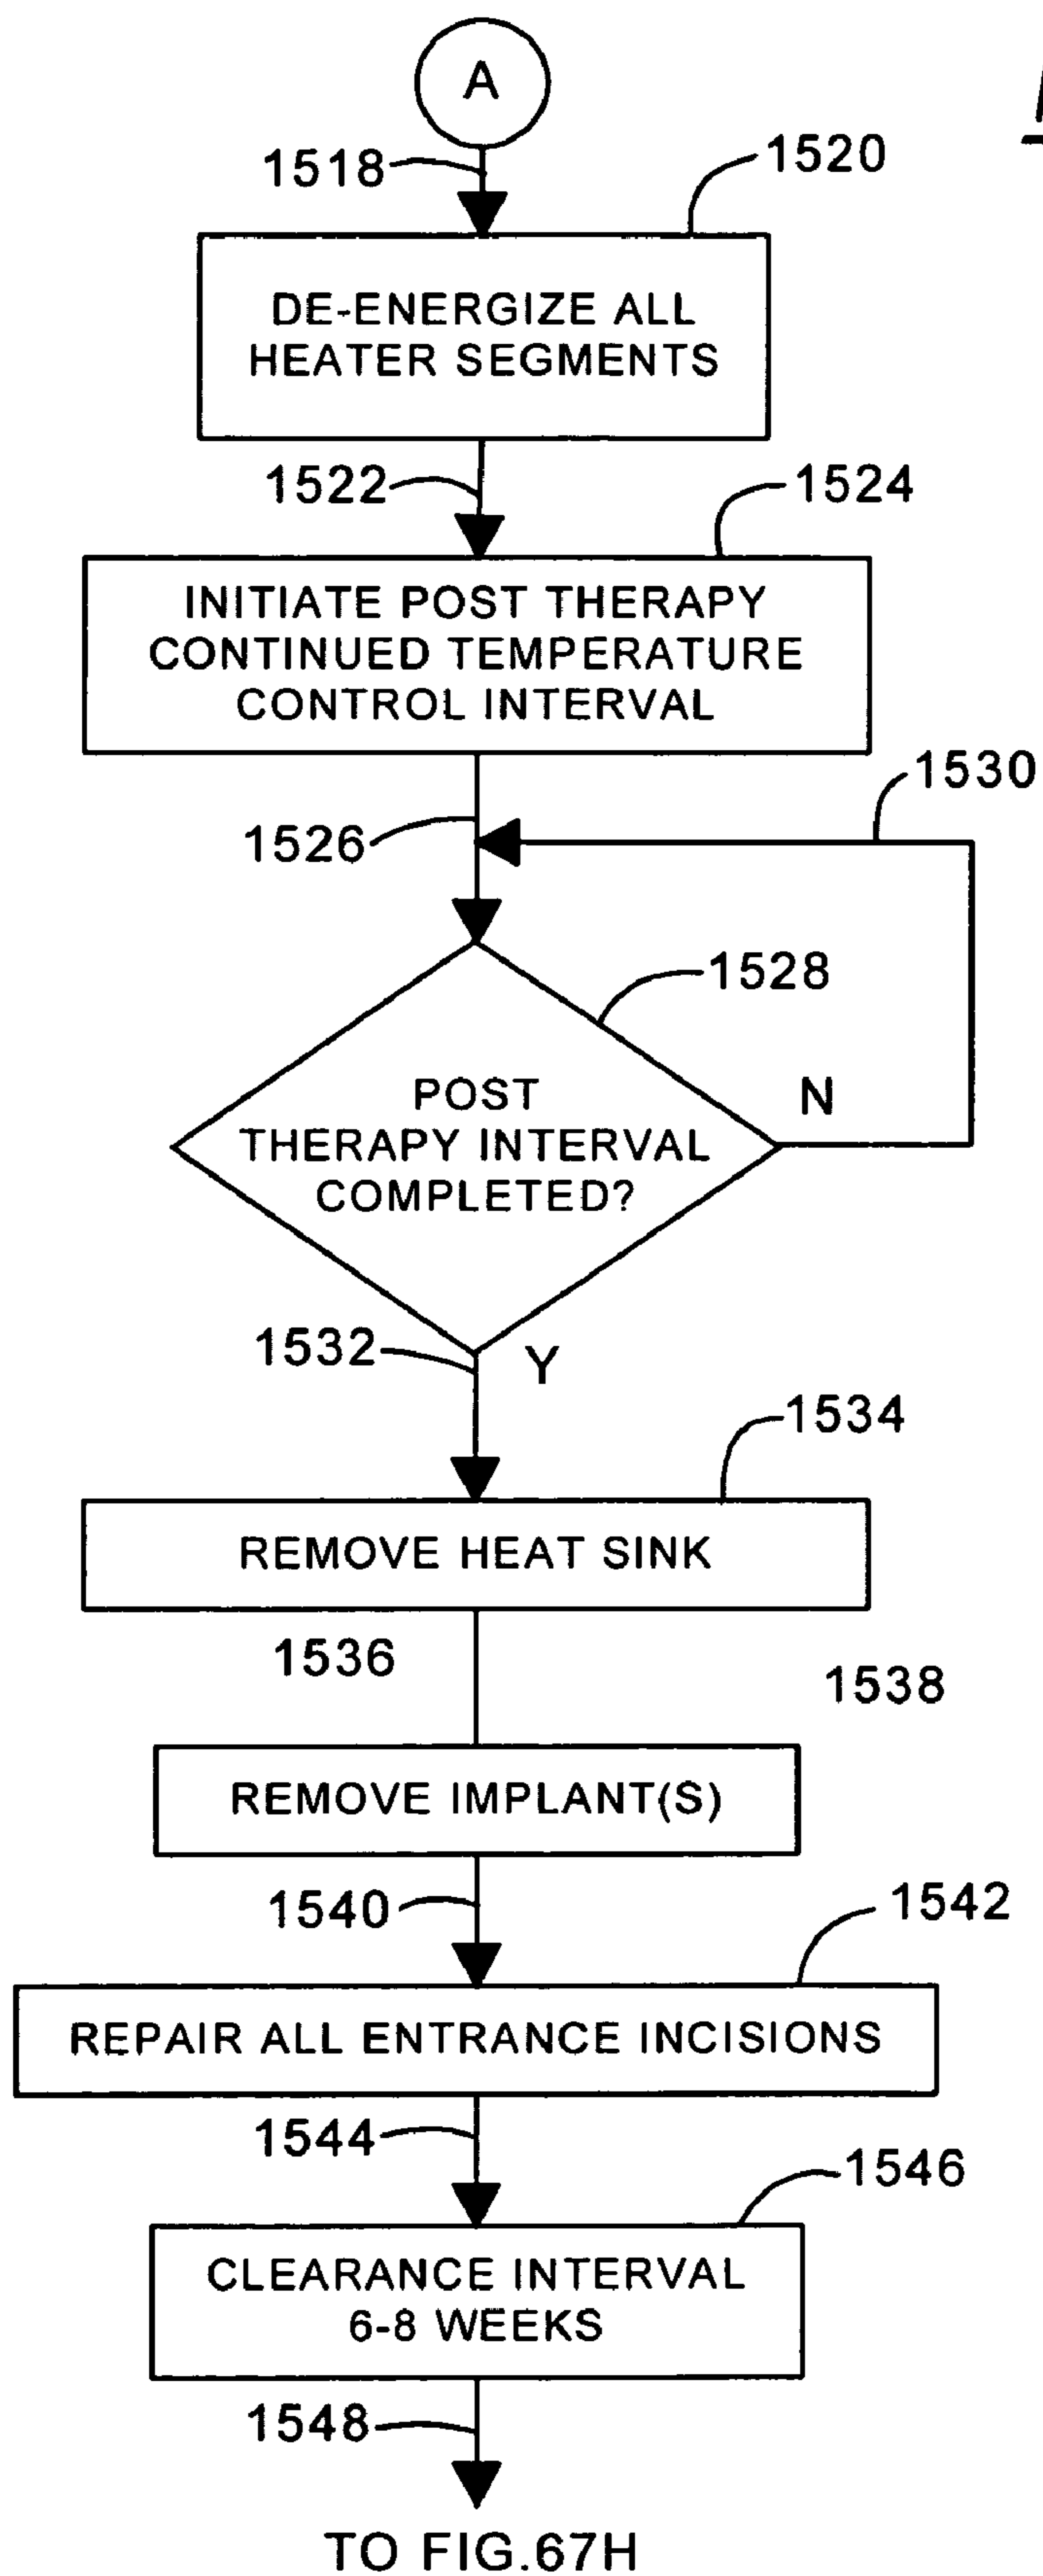 A
1518
1520
DE-ENERGIZE ALL
HEATER SEGMENTS
1522
1524
INITIATE POST THERAPY
CONTINUED TEMPERATURE
CONTROL INTERVAL
1530
1526
1528
N
POST
THERAPY INTERVAL
COMPLETED?
1532
Y
1534
REMOVE HEAT SINK
1536
1538
REMOVE IMPLANT(S)
1540
1542
REPAIR ALL ENTRANCE INCISIONS
1544
1546
CLEARANCE INTERVAL
6-8 WEEKS
1548
TO FIG.67H